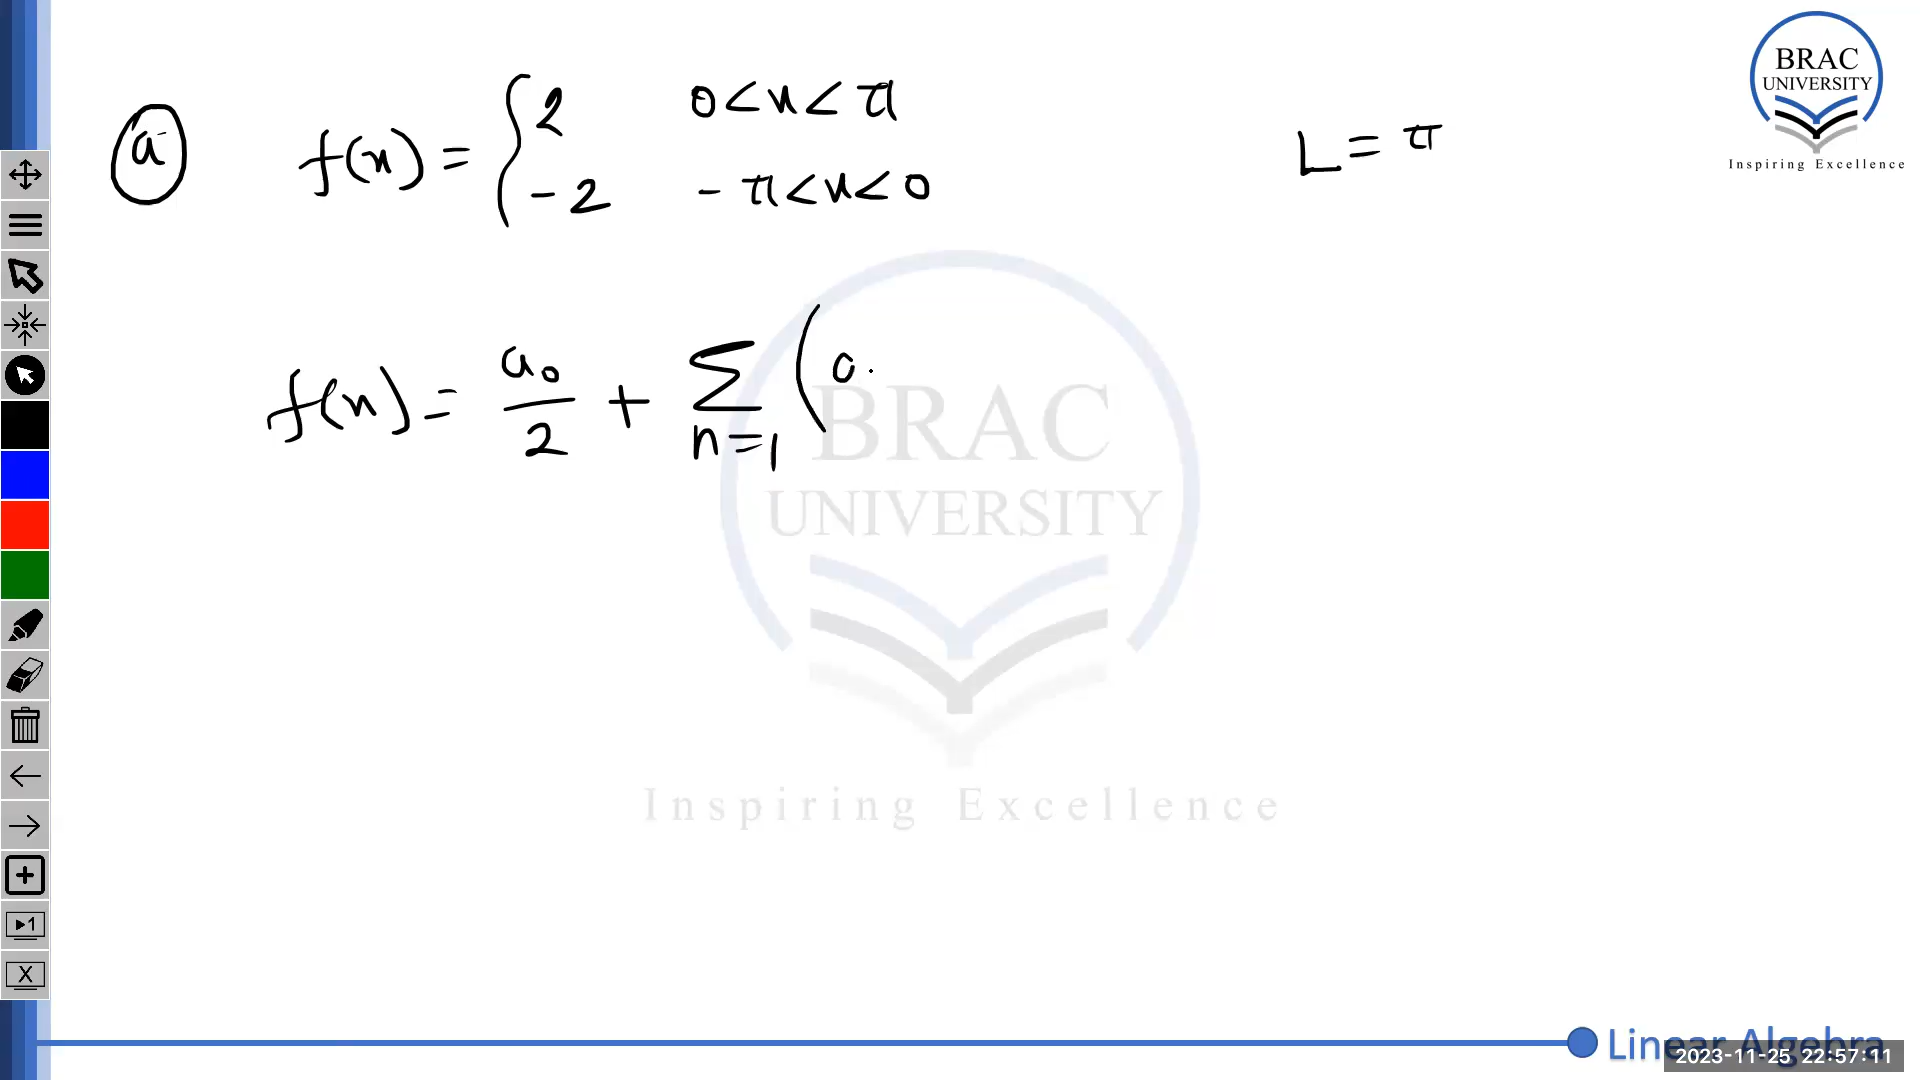 a
f(x) = { 2 0 < x < π
-2 -π < x < 0
L = π
BRAC
UNIVERSITY
Inspiring Excellence
f(x) = a₀/2 + Σ n=1 (a
BRAC
UNIVERSITY
Inspiring Excellence
1
X
Linear Algebra
2023-11-25 22:57:11